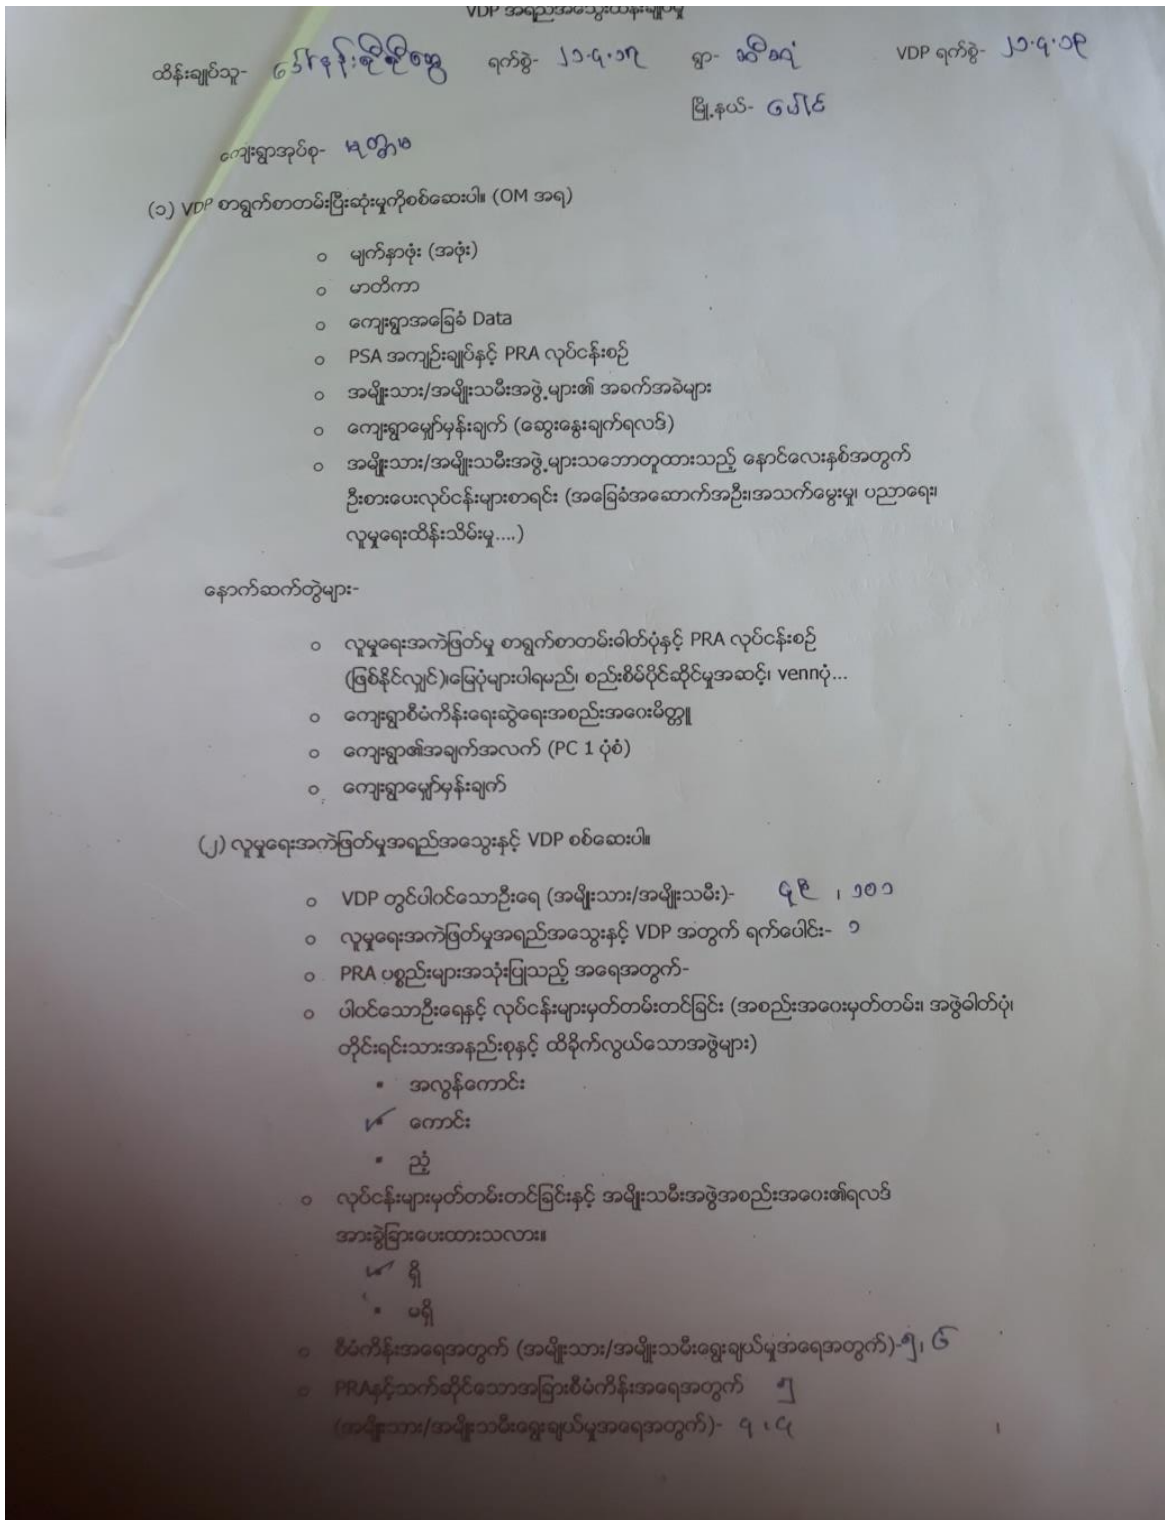 VDP အရည်အသွေးထိန်းချုပ်မှု
ထိန်းချုပ်သူ- ရက်စွဲ- ၂၁.၄.၁၇ ရွာ- VDP ရက်စွဲ- ၂၁.၄.၁၉
မြို့နယ်- ပေါင်
ကျေးရွာအုပ်စု- မုတ္တမ
(၁) VDP စာရွက်စာတမ်းပြီးဆုံးမှုကိုစစ်ဆေးပါ။ (OM အရ)
o မျက်နှာဖုံး (အဖုံး)
o မာတိကာ
o ကျေးရွာအခြေခံ Data
o PSA အကျဉ်းချုပ်နှင့် PRA လုပ်ငန်းစဉ်
o အမျိုးသား/အမျိုးသမီးအဖွဲ့များ၏ အခက်အခဲများ
o ကျေးရွာမျှော်မှန်းချက် (ဆွေးနွေးချက်ရလဒ်)
o အမျိုးသား/အမျိုးသမီးအဖွဲ့များသဘောတူထားသည့် နောင်လေးနှစ်အတွက်
ဦးစားပေးလုပ်ငန်းများစာရင်း (အခြေခံအဆောက်အဦး၊အသက်မွေးမှု၊ ပညာရေး၊
လူမှုရေးထိန်းသိမ်းမှု....)
နောက်ဆက်တွဲများ-
o လူမှုရေးအကဲဖြတ်မှု စာရွက်စာတမ်းဓါတ်ပုံနှင့် PRA လုပ်ငန်းစဉ်
(ဖြစ်နိုင်လျှင်)၊မြေပုံများပါရမည်၊ စည်းစိမ်ပိုင်ဆိုင်မှုအဆင့်၊ vennပုံ...
o ကျေးရွာစီမံကိန်းရေးဆွဲရေးအစည်းအဝေးမိတ္တူ
o ကျေးရွာ၏အချက်အလက် (PC 1 ပုံစံ)
o ကျေးရွာမျှော်မှန်းချက်
(၂) လူမှုရေးအကဲဖြတ်မှုအရည်အသွေးနှင့် VDP စစ်ဆေးပါ။
o VDP တွင်ပါဝင်သောဦးရေ (အမျိုးသား/အမျိုးသမီး)- ၄၉ ၊ ၁၀၁
o လူမှုရေးအကဲဖြတ်မှုအရည်အသွေးနှင့် VDP အတွက် ရက်ပေါင်း- ၁
o PRA ပစ္စည်းများအသုံးပြုသည့် အရေအတွက်-
o ပါဝင်သောဦးရေနှင့် လုပ်ငန်းများမှတ်တမ်းတင်ခြင်း (အစည်းအဝေးမှတ်တမ်း၊ အဖွဲဓါတ်ပုံ၊
တိုင်းရင်းသားအနည်းစုနှင့် ထိခိုက်လွယ်သောအဖွဲများ)
▪ အလွန်ကောင်း
✓ ကောင်း
▪ ညံ့
o လုပ်ငန်းများမှတ်တမ်းတင်ခြင်းနှင့် အမျိုးသမီးအဖွဲအစည်းအဝေး၏ရလဒ်
အားခွဲခြားပေးထားသလား။
✓ ရှိ
▪ မရှိ
o စီမံကိန်းအရေအတွက် (အမျိုးသား/အမျိုးသမီးရွေးချယ်မှုအရေအတွက်)-၅၊ ၆
o PRAနှင့်သက်ဆိုင်သောအခြားစီမံကိန်းအရေအတွက် ၅
(အမျိုးသား/အမျိုးသမီးရွေးချယ်မှုအရေအတွက်)- ၄ ၊ ၄